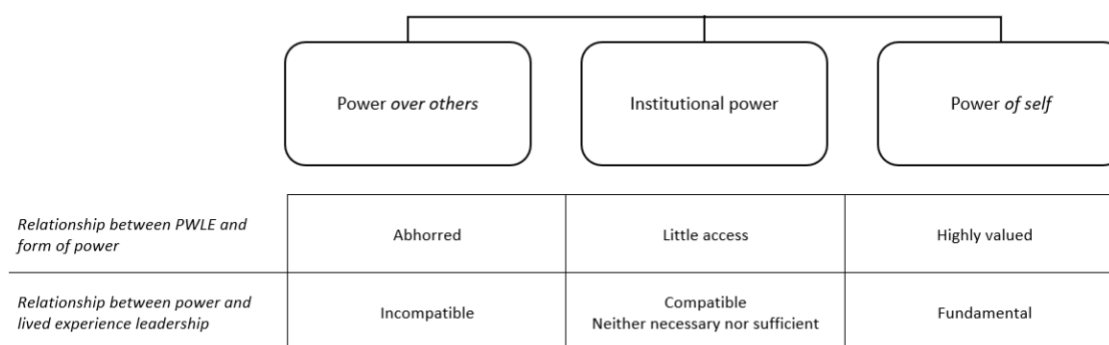 Power over others
Institutional power
Power of self
Relationship between PWLE and
form of power
Abhorred
Little access
Highly valued
Relationship between power and
lived experience leadership
Incompatible
Compatible
Neither necessary nor sufficient
Fundamental